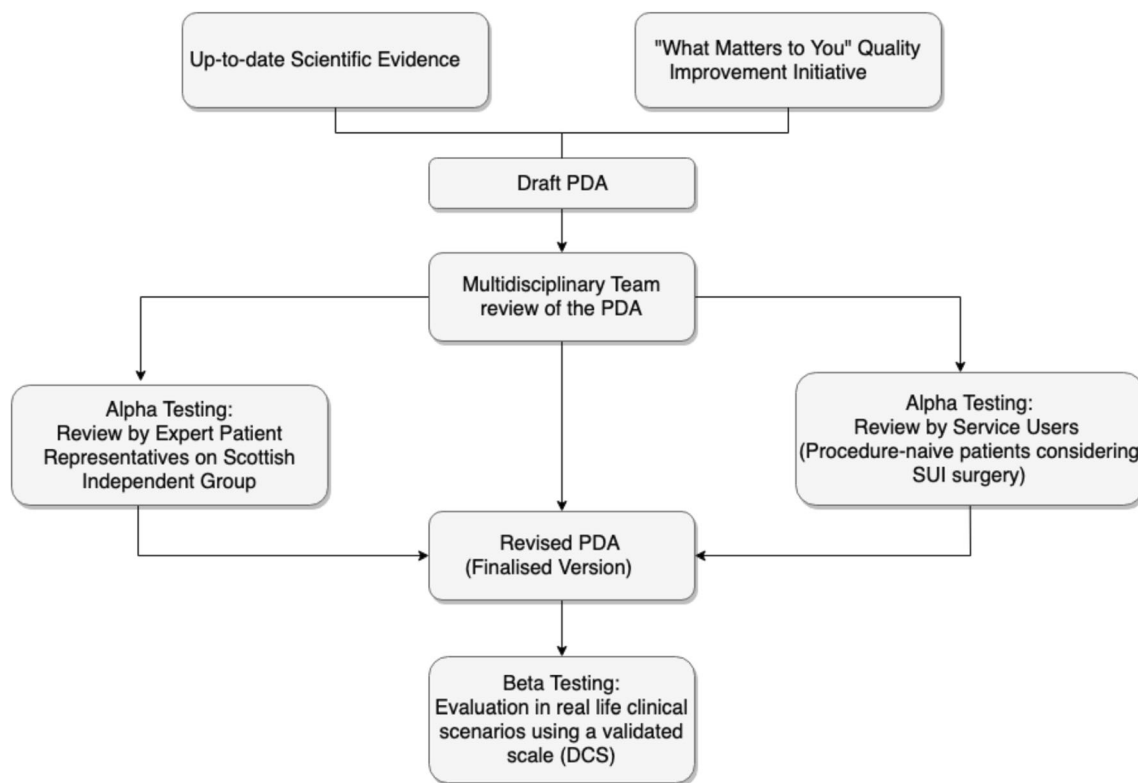 Up-to-date Scientific Evidence
"What Matters to You" Quality
Improvement Initiative
Draft PDA
Multidisciplinary Team
review of the PDA
Alpha Testing:
Review by Expert Patient
Representatives on Scottish
Independent Group
Alpha Testing:
Review by Service Users
(Procedure-naive patients considering
SUI surgery)
Revised PDA
(Finalised Version)
Beta Testing:
Evaluation in real life clinical
scenarios using a validated
scale (DCS)